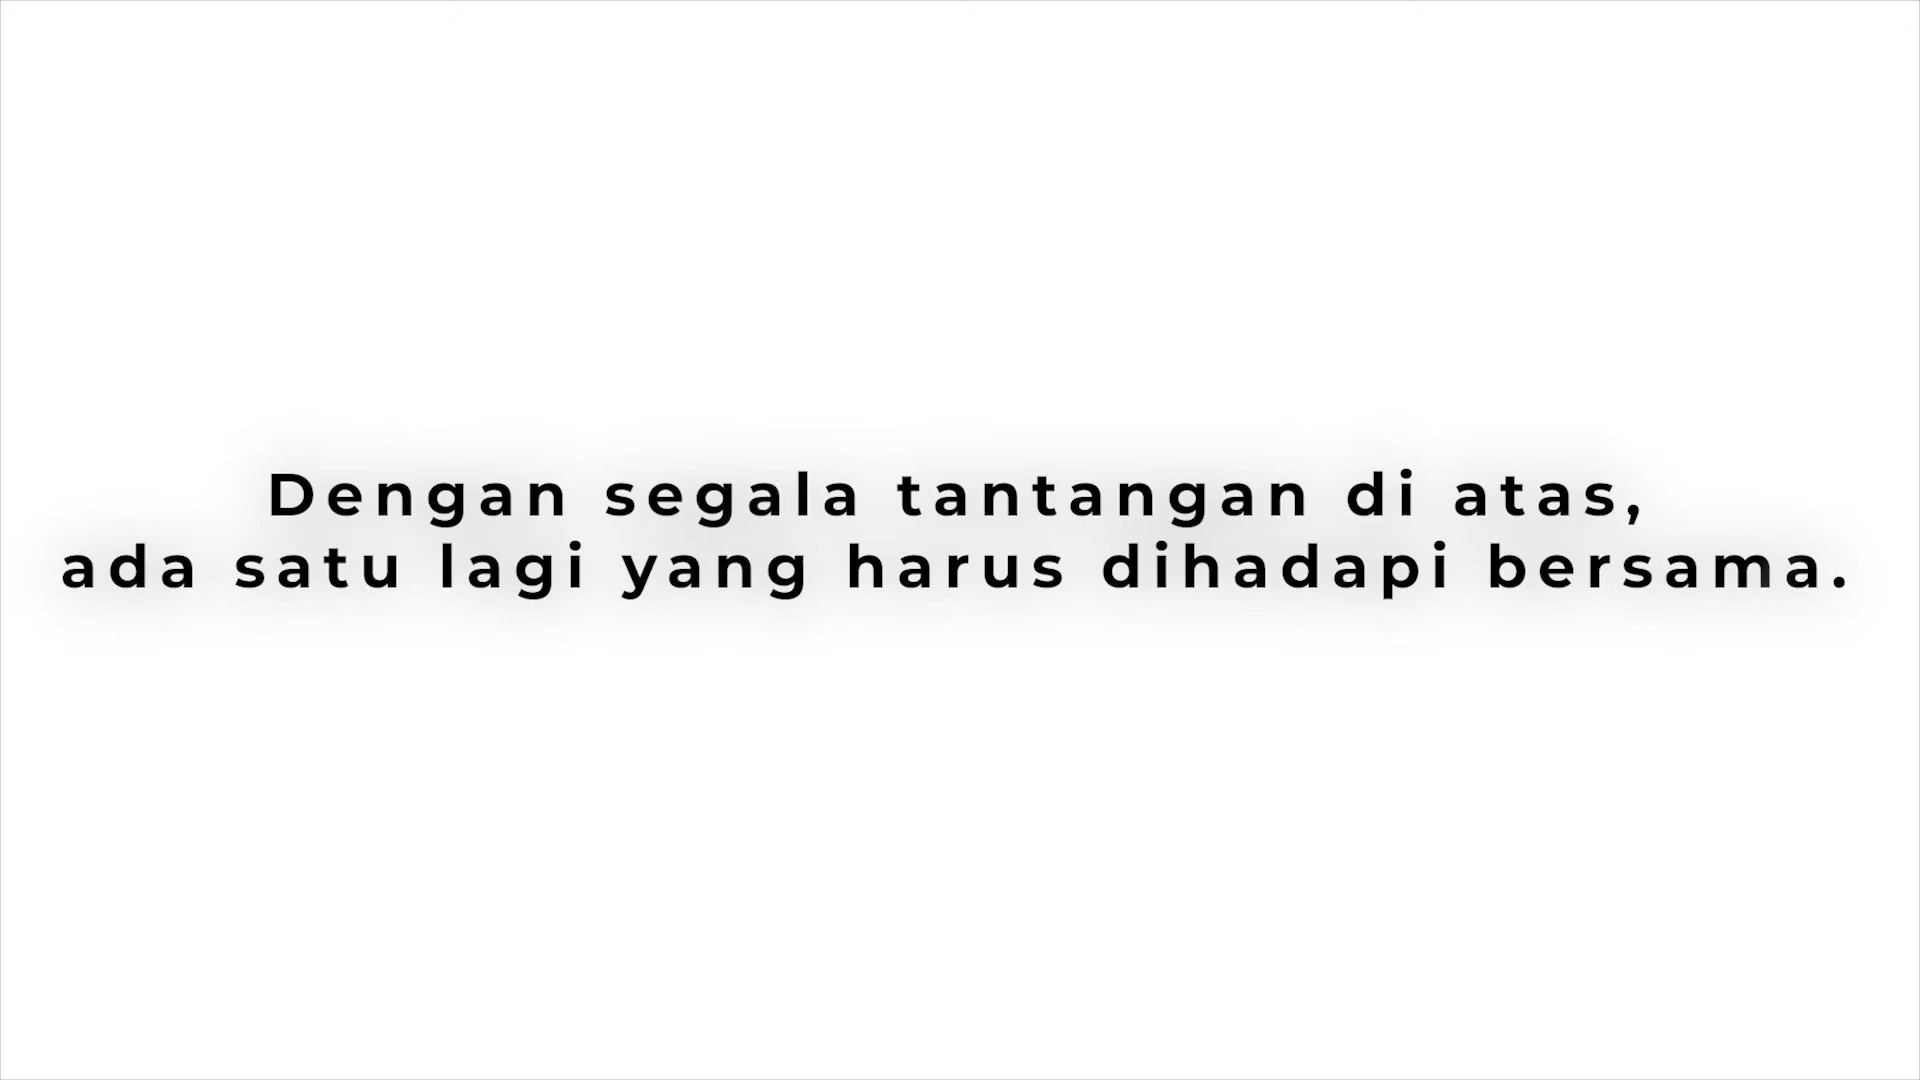 Dengan segala tantangan di atas,
ada satu lagi yang harus dihadapi bersama.